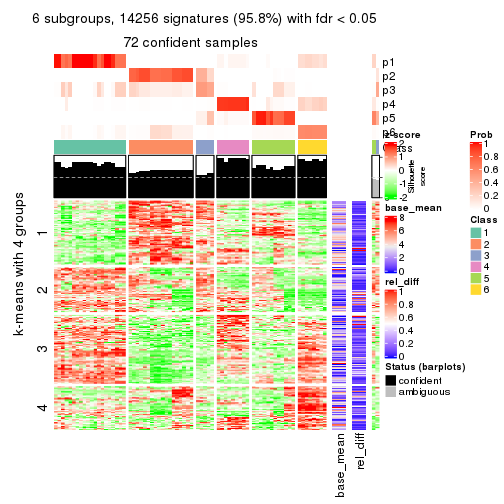 6 subgroups, 14256 signatures (95.8%) with fdr < 0.05
72 confident samples
p1
p2
p3
p4
p5
p6
Class
1
0.5
0
Silhouette
score
k-means with 4 groups
1
2
3
4
base_mean
rel_diff
z-score
2
1
0
-1
-2
base_mean
8
6
4
2
0
rel_diff
1
0.8
0.6
0.4
0.2
0
Status (barplots)
confident
ambiguous
Prob
1
0.8
0.6
0.4
0.2
0
Class
1
2
3
4
5
6